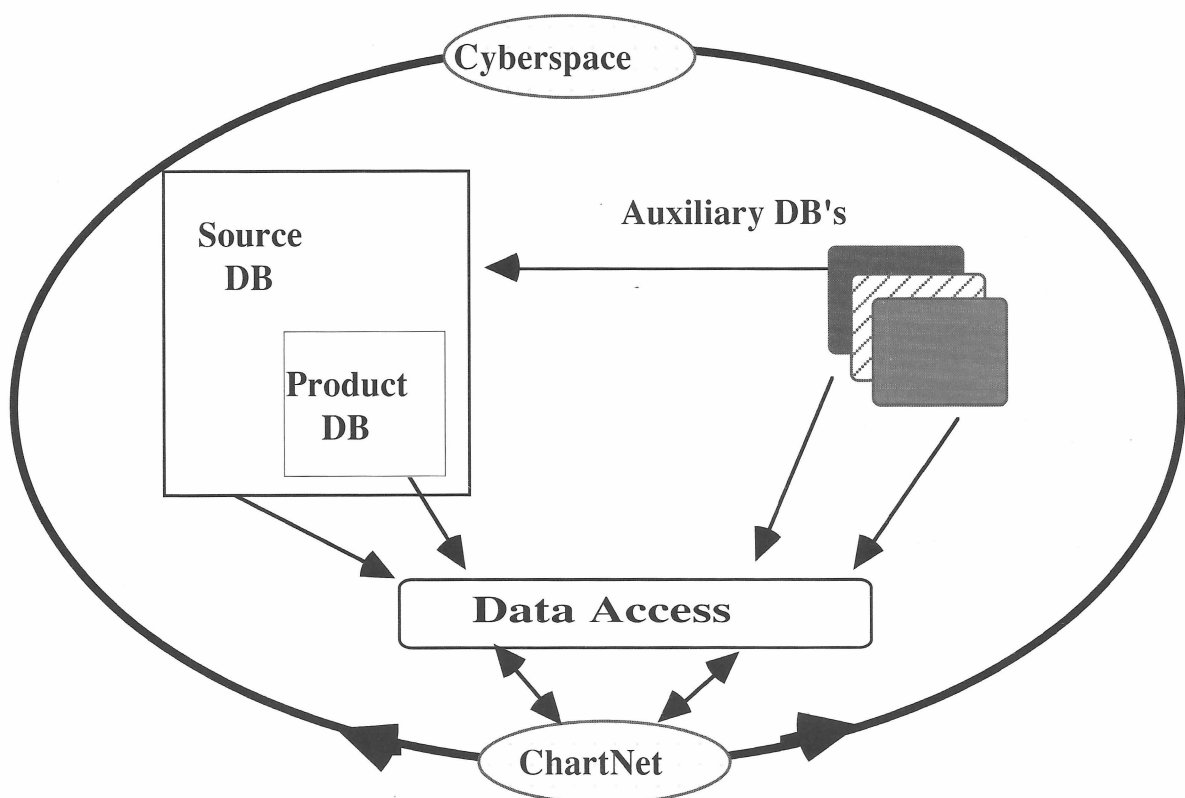 Cyberspace
Auxiliary DB's
Source
DB
Product
DB
Data Access
ChartNet